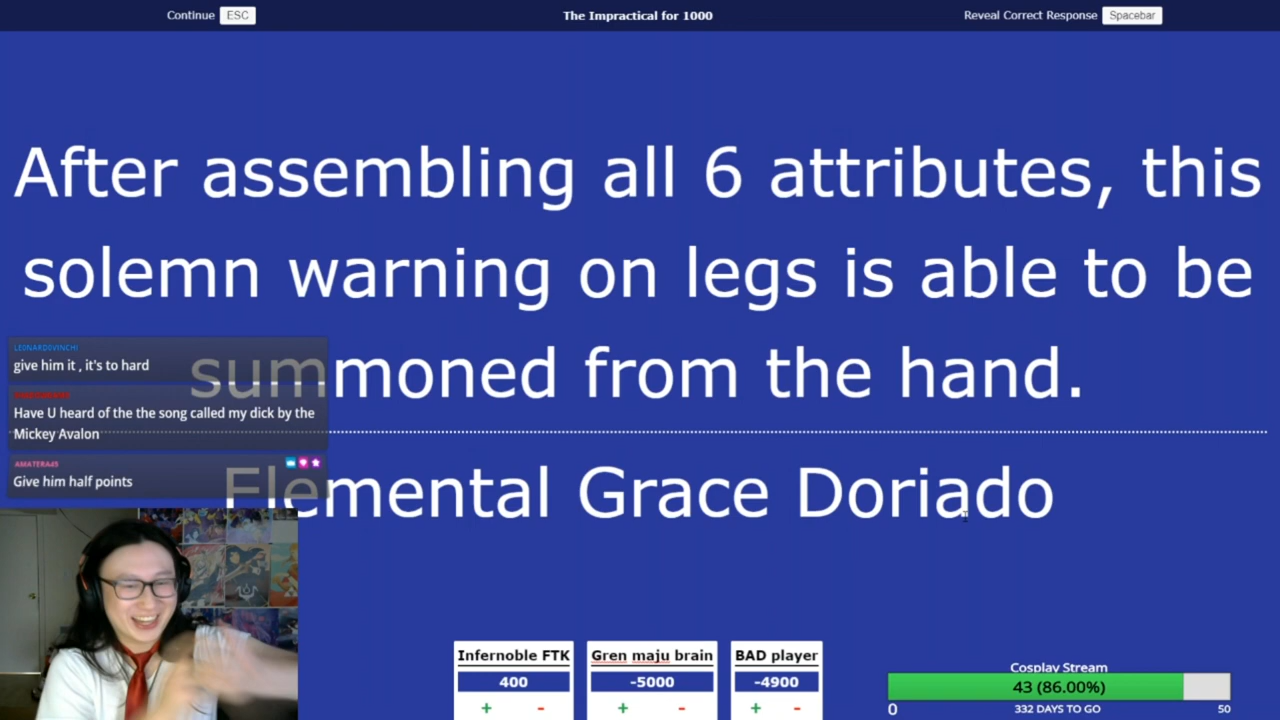 Continue ESC
The Impractical for 1000
Reveal Correct Response Spacebar
After assembling all 6 attributes, this
solemn warning on legs is able to be
summoned from the hand.
Elemental Grace Doriado
LEONARDIVINCHI
give him it , it's to hard
Have U heard of the the song called my dick by the
Mickey Avalon
AMATERA4S
Give him half points
Infernoble FTK
400
+ -
Gren maju brain
-5000
+ -
BAD player
-4900
+ -
Cosplay Stream
43 (86.00%)
0 332 DAYS TO GO 50